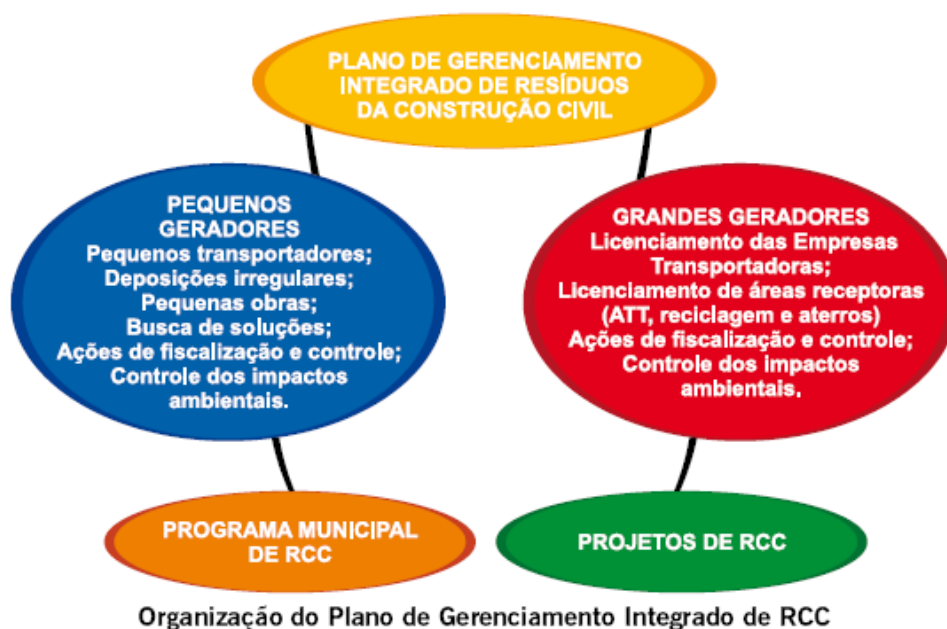 PLANO DE GERENCIAMENTO
INTEGRADO DE RESÍDUOS
DA CONSTRUÇÃO CIVIL
PEQUENOS
GERADORES
Pequenos transportadores;
Deposições irregulares;
Pequenas obras;
Busca de soluções;
Ações de fiscalização e controle;
Controle dos impactos
ambientais.
GRANDES GERADORES
Licenciamento das Empresas
Transportadoras;
Licenciamento de áreas receptoras
(ATT, reciclagem e aterros)
Ações de fiscalização e controle;
Controle dos impactos
ambientais.
PROGRAMA MUNICIPAL
DE RCC
PROJETOS DE RCC
Organização do Plano de Gerenciamento Integrado de RCC